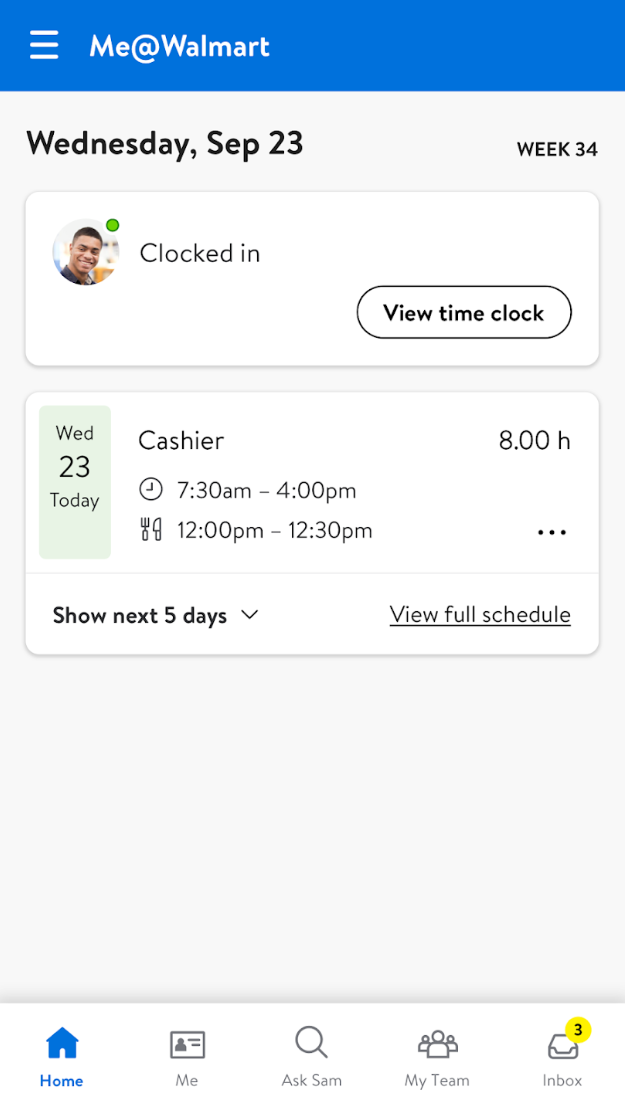 Me@Walmart
Wednesday, Sep 23
WEEK 34
Clocked in
View time clock
Wed
23
Today
Cashier
8.00 h
7:30am – 4:00pm
12:00pm – 12:30pm
Show next 5 days
View full schedule
Home
Me
Ask Sam
My Team
3
Inbox